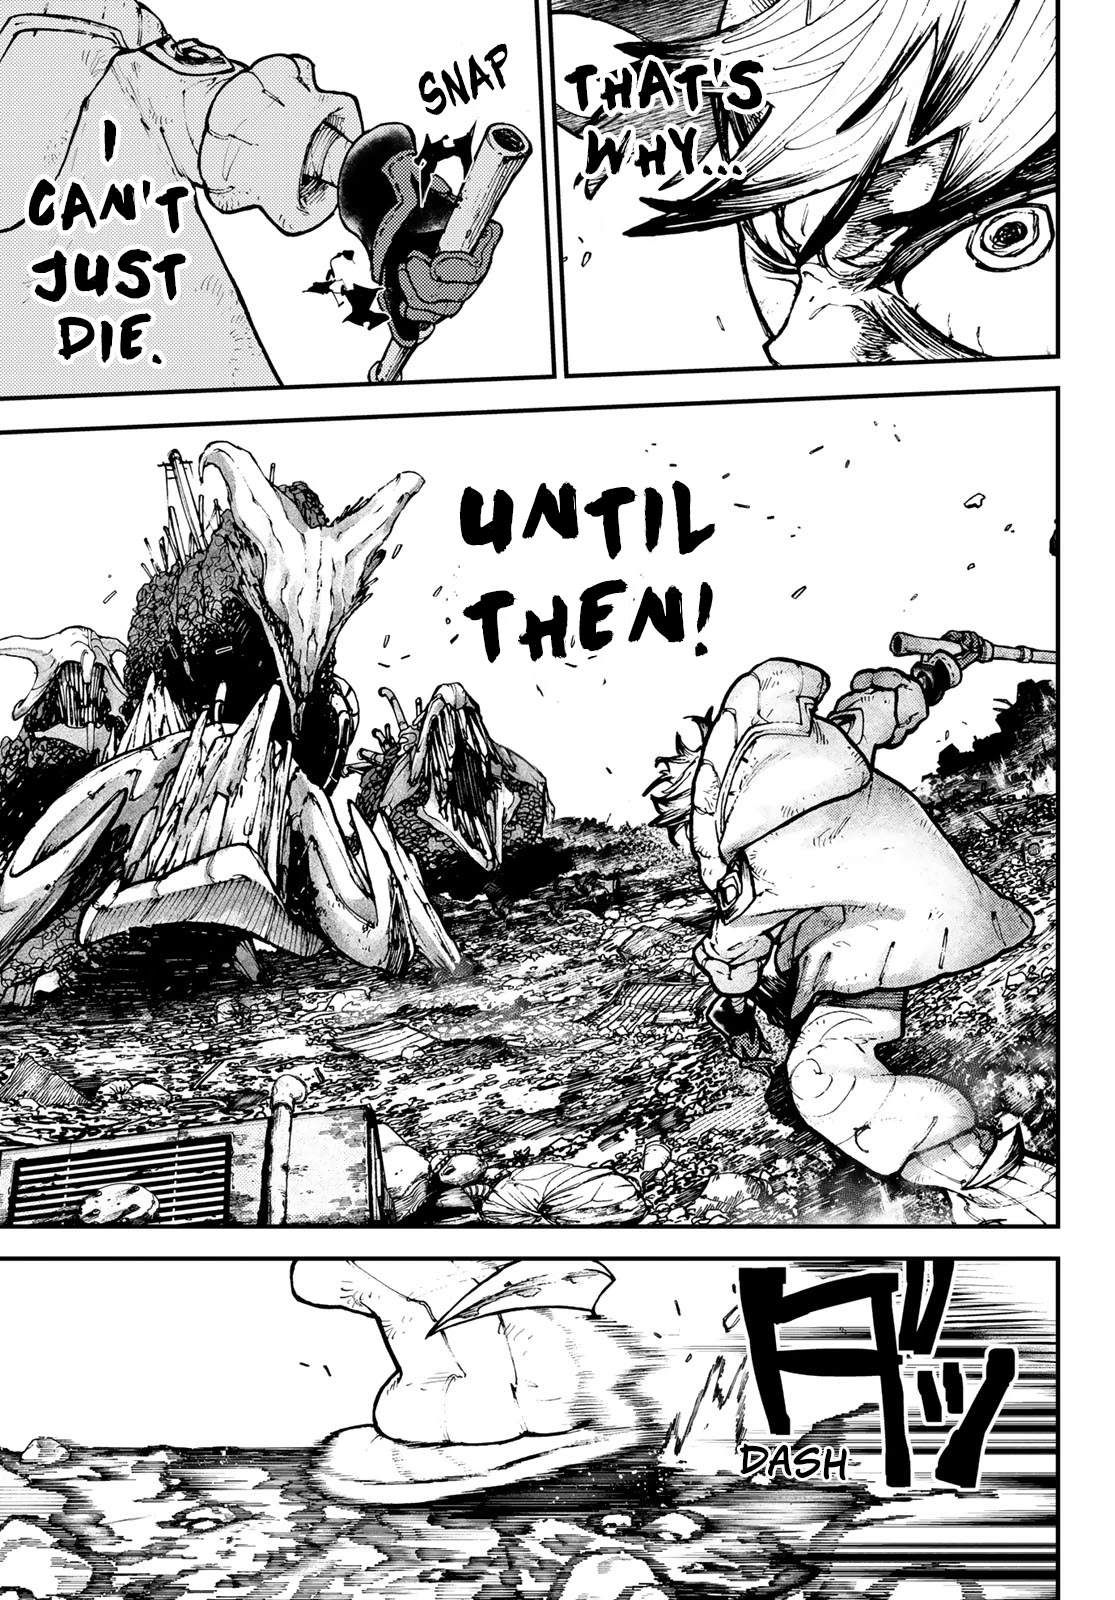 THAT'S
WHY...
SNAP
I
CAN'T
JUST
DIE.
UNTIL
THEN!
ダッ
DASH